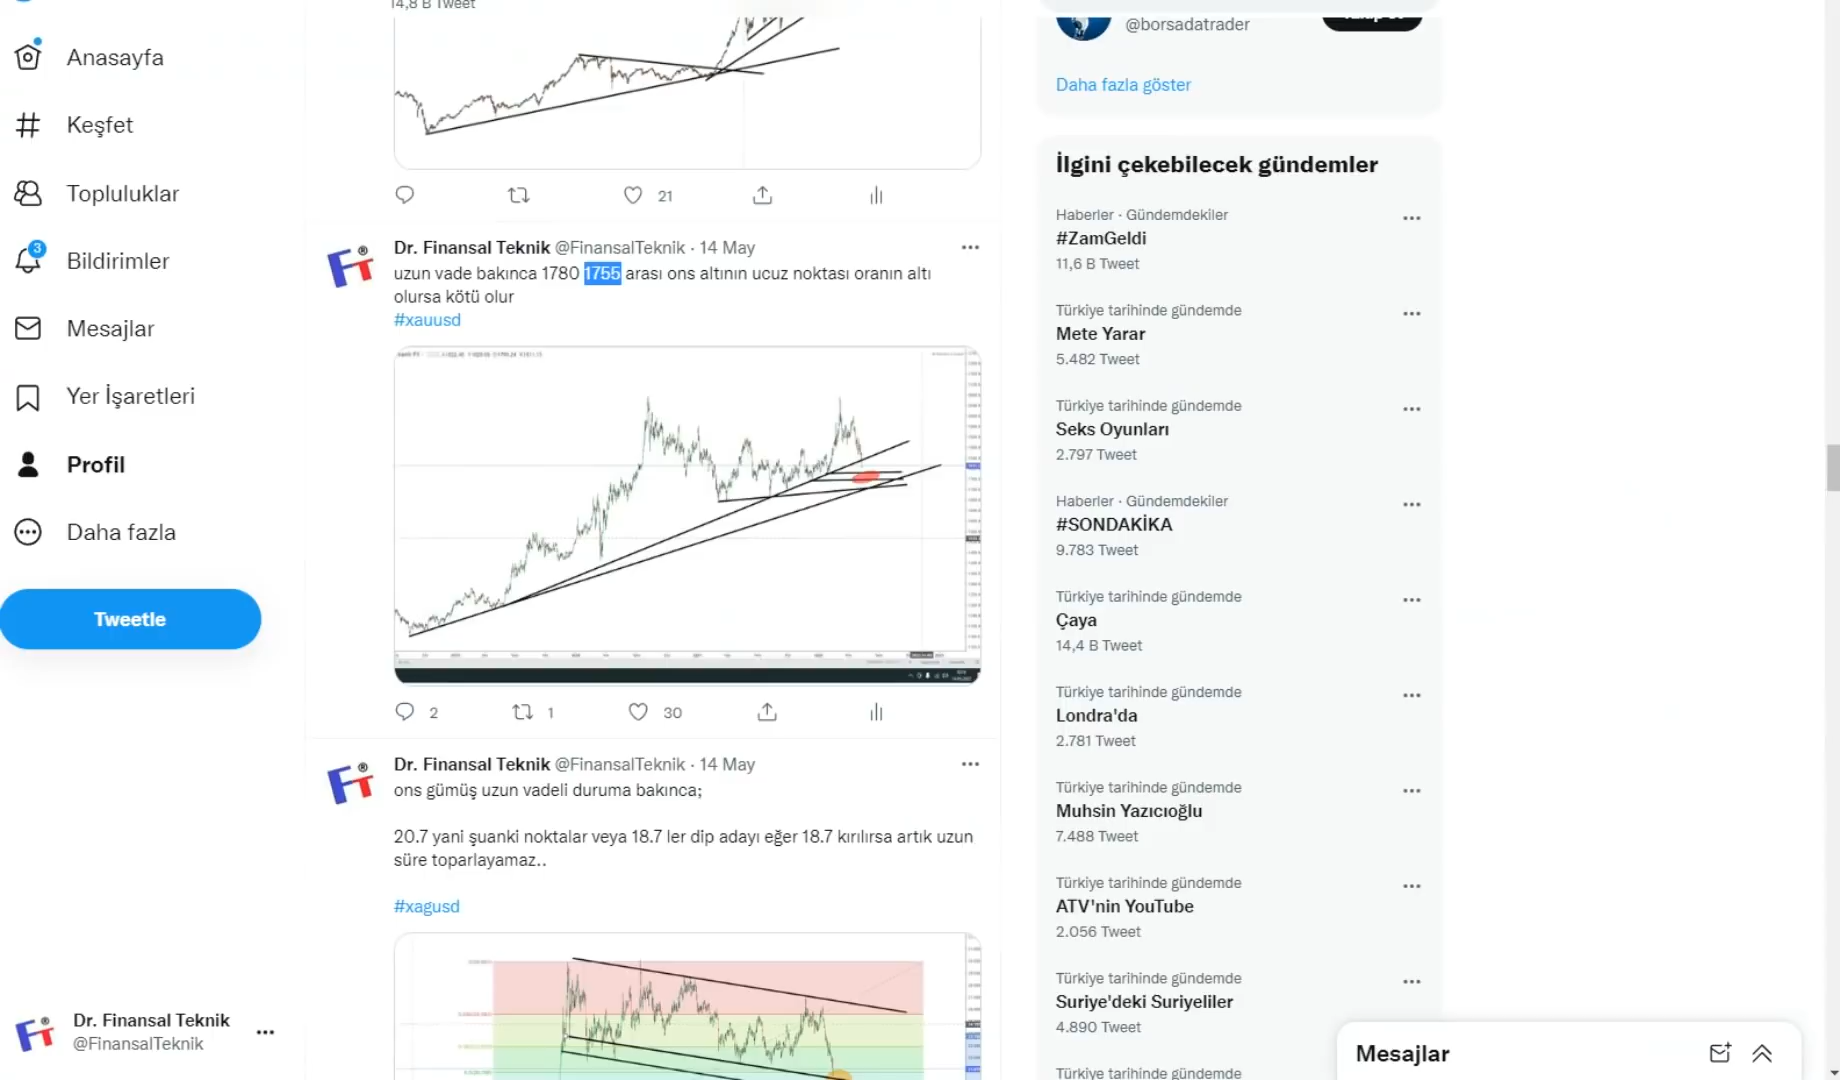 14,8 B Tweet
Anasayfa
Keşfet
Topluluklar
3
Bildirimler
Mesajlar
Yer İşaretleri
Profil
Daha fazla
Tweetle
Dr. Finansal Teknik
@FinansalTeknik
21
Dr. Finansal Teknik @FinansalTeknik · 14 May
uzun vade bakınca 1780 1755 arası ons altının ucuz noktası oranın altı
olursa kötü olur
#xauusd
2
1
30
Dr. Finansal Teknik @FinansalTeknik · 14 May
ons gümüş uzun vadeli duruma bakınca;
20.7 yani şuanki noktalar veya 18.7 ler dip adayı eğer 18.7 kırılırsa artık uzun
süre toparlayamaz..
#xagusd
@borsadatrader
Daha fazla göster
İlgini çekebilecek gündemler
Haberler · Gündemdekiler
#ZamGeldi
11,6 B Tweet
Türkiye tarihinde gündemde
Mete Yarar
5.482 Tweet
Türkiye tarihinde gündemde
Seks Oyunları
2.797 Tweet
Haberler · Gündemdekiler
#SONDAKİKA
9.783 Tweet
Türkiye tarihinde gündemde
Çaya
14,4 B Tweet
Türkiye tarihinde gündemde
Londra'da
2.781 Tweet
Türkiye tarihinde gündemde
Muhsin Yazıcıoğlu
7.488 Tweet
Türkiye tarihinde gündemde
ATV'nin YouTube
2.056 Tweet
Türkiye tarihinde gündemde
Suriye'deki Suriyeliler
4.890 Tweet
Türkiye tarihinde gündemde
Mesajlar